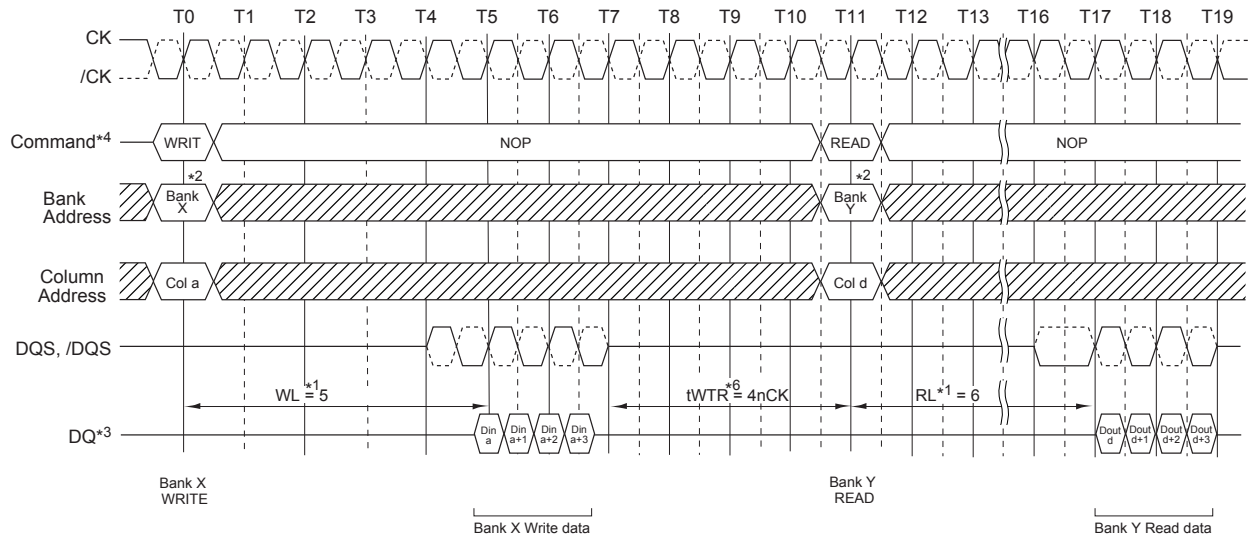 T0 T1 T2 T3 T4 T5 T6 T7 T8 T9 T10 T11 T12 T13 T16 T17 T18 T19
CK
/CK
Command*4 WRIT NOP READ NOP
*2 *2
Bank Address Bank X Bank Y
Column Address Col a Col d
DQS, /DQS
WL*1 = 5 tWTR*6 = 4nCK RL*1 = 6
DQ*3 Din a Din a+1 Din a+2 Din a+3 Dout d Dout d+1 Dout d+2 Dout d+3
Bank X WRITE Bank Y READ
Bank X Write data Bank Y Read data